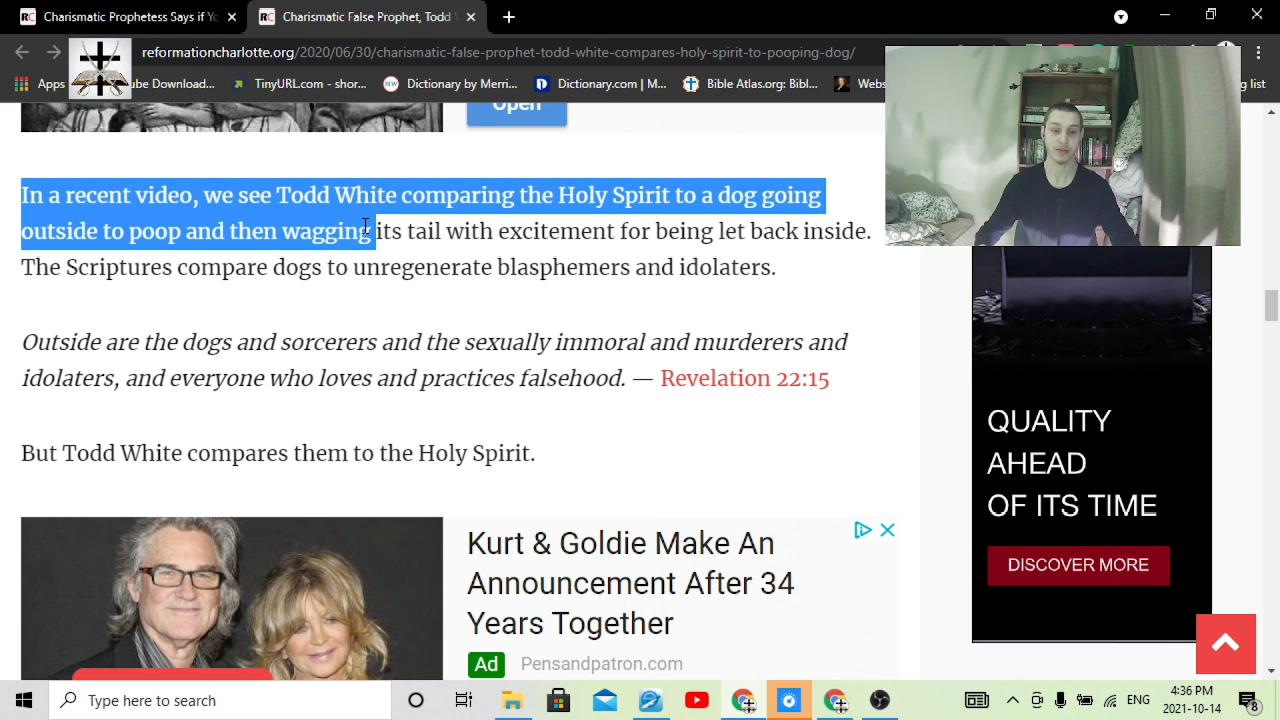 Charismatic Prophetess Says if Yo
Charismatic False Prophet, Todd W
reformationcharlotte.org/2020/06/30/charismatic-false-prophet-todd-white-compares-holy-spirit-to-pooping-dog/
Apps
ube Download...
TinyURL.com - shor...
Dictionary by Merri...
Dictionary.com | M...
Bible Atlas.org: Bibl...
Webs
g list
Open
In a recent video, we see Todd White comparing the Holy Spirit to a dog going
outside to poop and then wagging its tail with excitement for being let back inside.
The Scriptures compare dogs to unregenerate blasphemers and idolaters.
Outside are the dogs and sorcerers and the sexually immoral and murderers and
idolaters, and everyone who loves and practices falsehood. — Revelation 22:15
But Todd White compares them to the Holy Spirit.
QUALITY
AHEAD
OF ITS TIME
DISCOVER MORE
Kurt & Goldie Make An
Announcement After 34
Years Together
Ad Pensandpatron.com
Type here to search
ENG
4:36 PM
2021-10-14
8